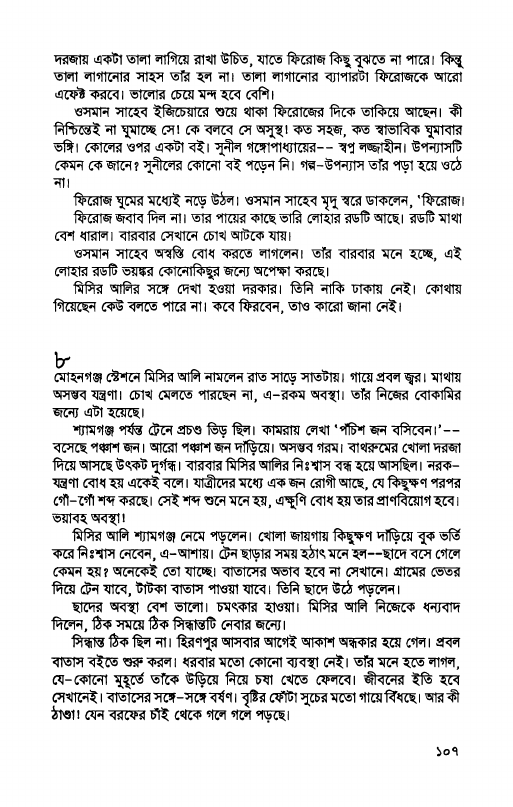 দরজায় একটা তালা লাগিয়ে রাখা উচিত, যাতে ফিরোজ কিছু বুঝতে না পারে। কিন্তু
তালা লাগানোর সাহস তাঁর হল না। তালা লাগানোর ব্যাপারটা ফিরোজকে আরো
এফেক্ট করবে। ভালোর চেয়ে মন্দ হবে বেশি।
ওসমান সাহেব ইজিচেয়ারে শুয়ে থাকা ফিরোজের দিকে তাকিয়ে আছেন। কী
নিশ্চিন্তেই না ঘুমাচ্ছে সে! কে বলবে সে অসুস্থ! কত সহজ, কত স্বাভাবিক ঘুমাবার
ভঙ্গি। কোলের ওপর একটা বই। সুনীল গঙ্গোপাধ্যায়ের-- স্বপ্ন লজ্জাহীন। উপন্যাসটি
কেমন কে জানে? সুনীলের কোনো বই পড়েন নি। গল্প-উপন্যাস তাঁর পড়া হয়ে ওঠে
না।
ফিরোজ ঘুমের মধ্যেই নড়ে উঠল। ওসমান সাহেব মৃদু স্বরে ডাকলেন, 'ফিরোজ।
ফিরোজ জবাব দিল না। তার পায়ের কাছে ভারি লোহার রডটি আছে। রডটি মাথা
বেশ ধারাল। বারবার সেখানে চোখ আটকে যায়।
ওসমান সাহেব অস্বস্তি বোধ করতে লাগলেন। তাঁর বারবার মনে হচ্ছে, এই
লোহার রডটি ভয়ঙ্কর কোনোকিছুর জন্যে অপেক্ষা করছে।
মিসির আলির সঙ্গে দেখা হওয়া দরকার। তিনি নাকি ঢাকায় নেই। কোথায়
গিয়েছেন কেউ বলতে পারে না। কবে ফিরবেন, তাও কারো জানা নেই।
৮
মোহনগঞ্জ স্টেশনে মিসির আলি নামলেন রাত সাড়ে সাতটায়। গায়ে প্রবল জ্বর। মাথায়
অসম্ভব যন্ত্রণা। চোখ মেলতে পারছেন না, এ-রকম অবস্থা। তাঁর নিজের বোকামির
জন্যে এটা হয়েছে।
শ্যামগঞ্জ পর্যন্ত ট্রেনে প্রচণ্ড ভিড় ছিল। কামরায় লেখা 'পঁচিশ জন বসিবেন।'--
বসেছে পঞ্চাশ জন। আরো পঞ্চাশ জন দাঁড়িয়ে। অসম্ভব গরম। বাথরুমের খোলা দরজা
দিয়ে আসছে উৎকট দুর্গন্ধ। বারবার মিসির আলির নিঃশ্বাস বন্ধ হয়ে আসছিল। নরক-
যন্ত্রণা বোধ হয় একেই বলে। যাত্রীদের মধ্যে এক জন রোগী আছে, যে কিছুক্ষণ পরপর
গোঁ-গোঁ শব্দ করছে। সেই শব্দ শুনে মনে হয়, এক্ষুণি বোধ হয় তার প্রাণবিয়োগ হবে।
ভয়াবহ অবস্থা!
মিসির আলি শ্যামগঞ্জ নেমে পড়লেন। খোলা জায়গায় কিছুক্ষণ দাঁড়িয়ে বুক ভর্তি
করে নিঃশ্বাস নেবেন, এ-আশায়। ট্রেন ছাড়ার সময় হঠাৎ মনে হল--ছাদে বসে গেলে
কেমন হয়? অনেকেই তো যাচ্ছে। বাতাসের অভাব হবে না সেখানে। গ্রামের ভেতর
দিয়ে ট্রেন যাবে, টাটকা বাতাস পাওয়া যাবে। তিনি ছাদে উঠে পড়লেন।
ছাদের অবস্থা বেশ ভালো। চমৎকার হাওয়া। মিসির আলি নিজেকে ধন্যবাদ
দিলেন, ঠিক সময়ে ঠিক সিদ্ধান্তটি নেবার জন্যে।
সিদ্ধান্ত ঠিক ছিল না। হিরণপুর আসবার আগেই আকাশ অন্ধকার হয়ে গেল। প্রবল
বাতাস বইতে শুরু করল। ধরবার মতো কোনো ব্যবস্থা নেই। তাঁর মনে হতে লাগল,
যে-কোনো মুহূর্তে তাঁকে উড়িয়ে নিয়ে চষা খেতে ফেলবে। জীবনের ইতি হবে
সেখানেই। বাতাসের সঙ্গে-সঙ্গে বর্ষণ। বৃষ্টির ফোঁটা সুচের মতো গায়ে বিঁধছে। আর কী
ঠাণ্ডা! যেন বরফের চাঁই থেকে গলে গলে পড়ছে।
১০৭